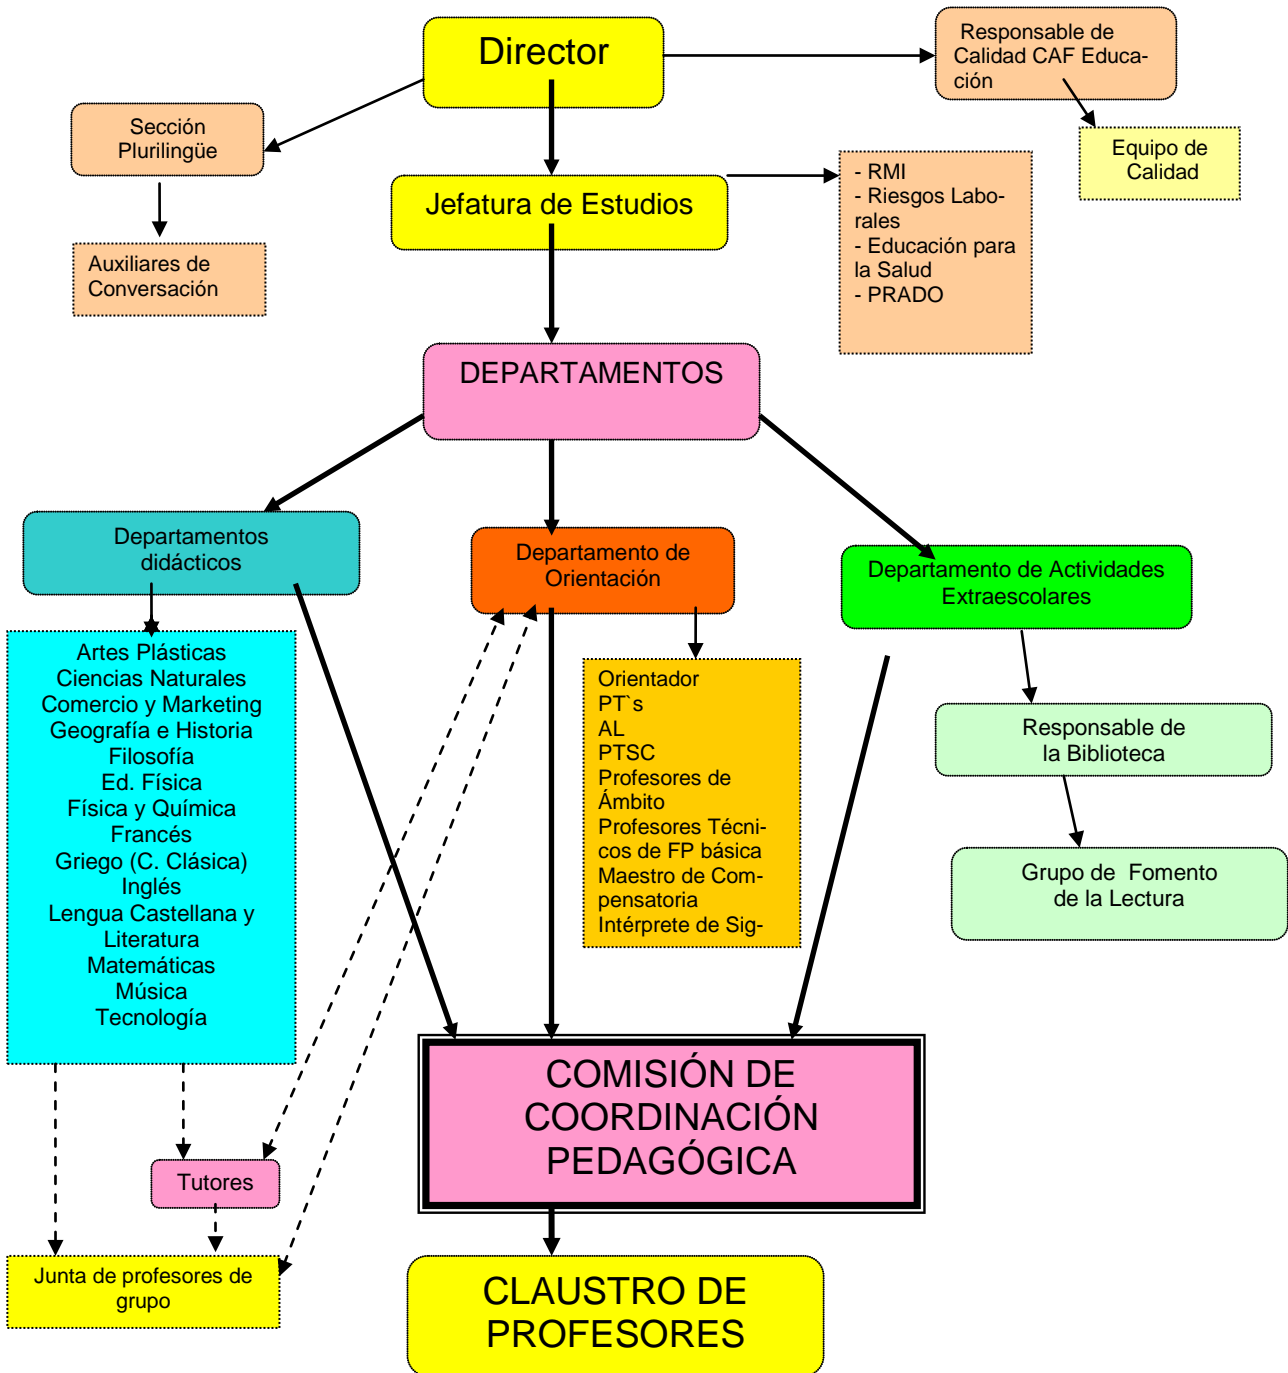 Director
Responsable de
Calidad CAF Educa-
ción
Sección
Plurilingüe
Equipo de
Calidad
Jefatura de Estudios
- RMI
- Riesgos Labo-
rales
- Educación para
la Salud
- PRADO
Auxiliares de
Conversación
DEPARTAMENTOS
Departamentos
didácticos
Departamento de
Orientación
Departamento de Actividades
Extraescolares
Artes Plásticas
Ciencias Naturales
Comercio y Marketing
Geografía e Historia
Filosofía
Ed. Física
Física y Química
Francés
Griego (C. Clásica)
Inglés
Lengua Castellana y
Literatura
Matemáticas
Música
Tecnología
Orientador
PT`s
AL
PTSC
Profesores de
Ámbito
Profesores Técni-
cos de FP básica
Maestro de Com-
pensatoria
Intérprete de Sig-
Responsable de
la Biblioteca
Grupo de Fomento
de la Lectura
COMISIÓN DE
COORDINACIÓN
PEDAGÓGICA
Tutores
Junta de profesores de
grupo
CLAUSTRO DE
PROFESORES